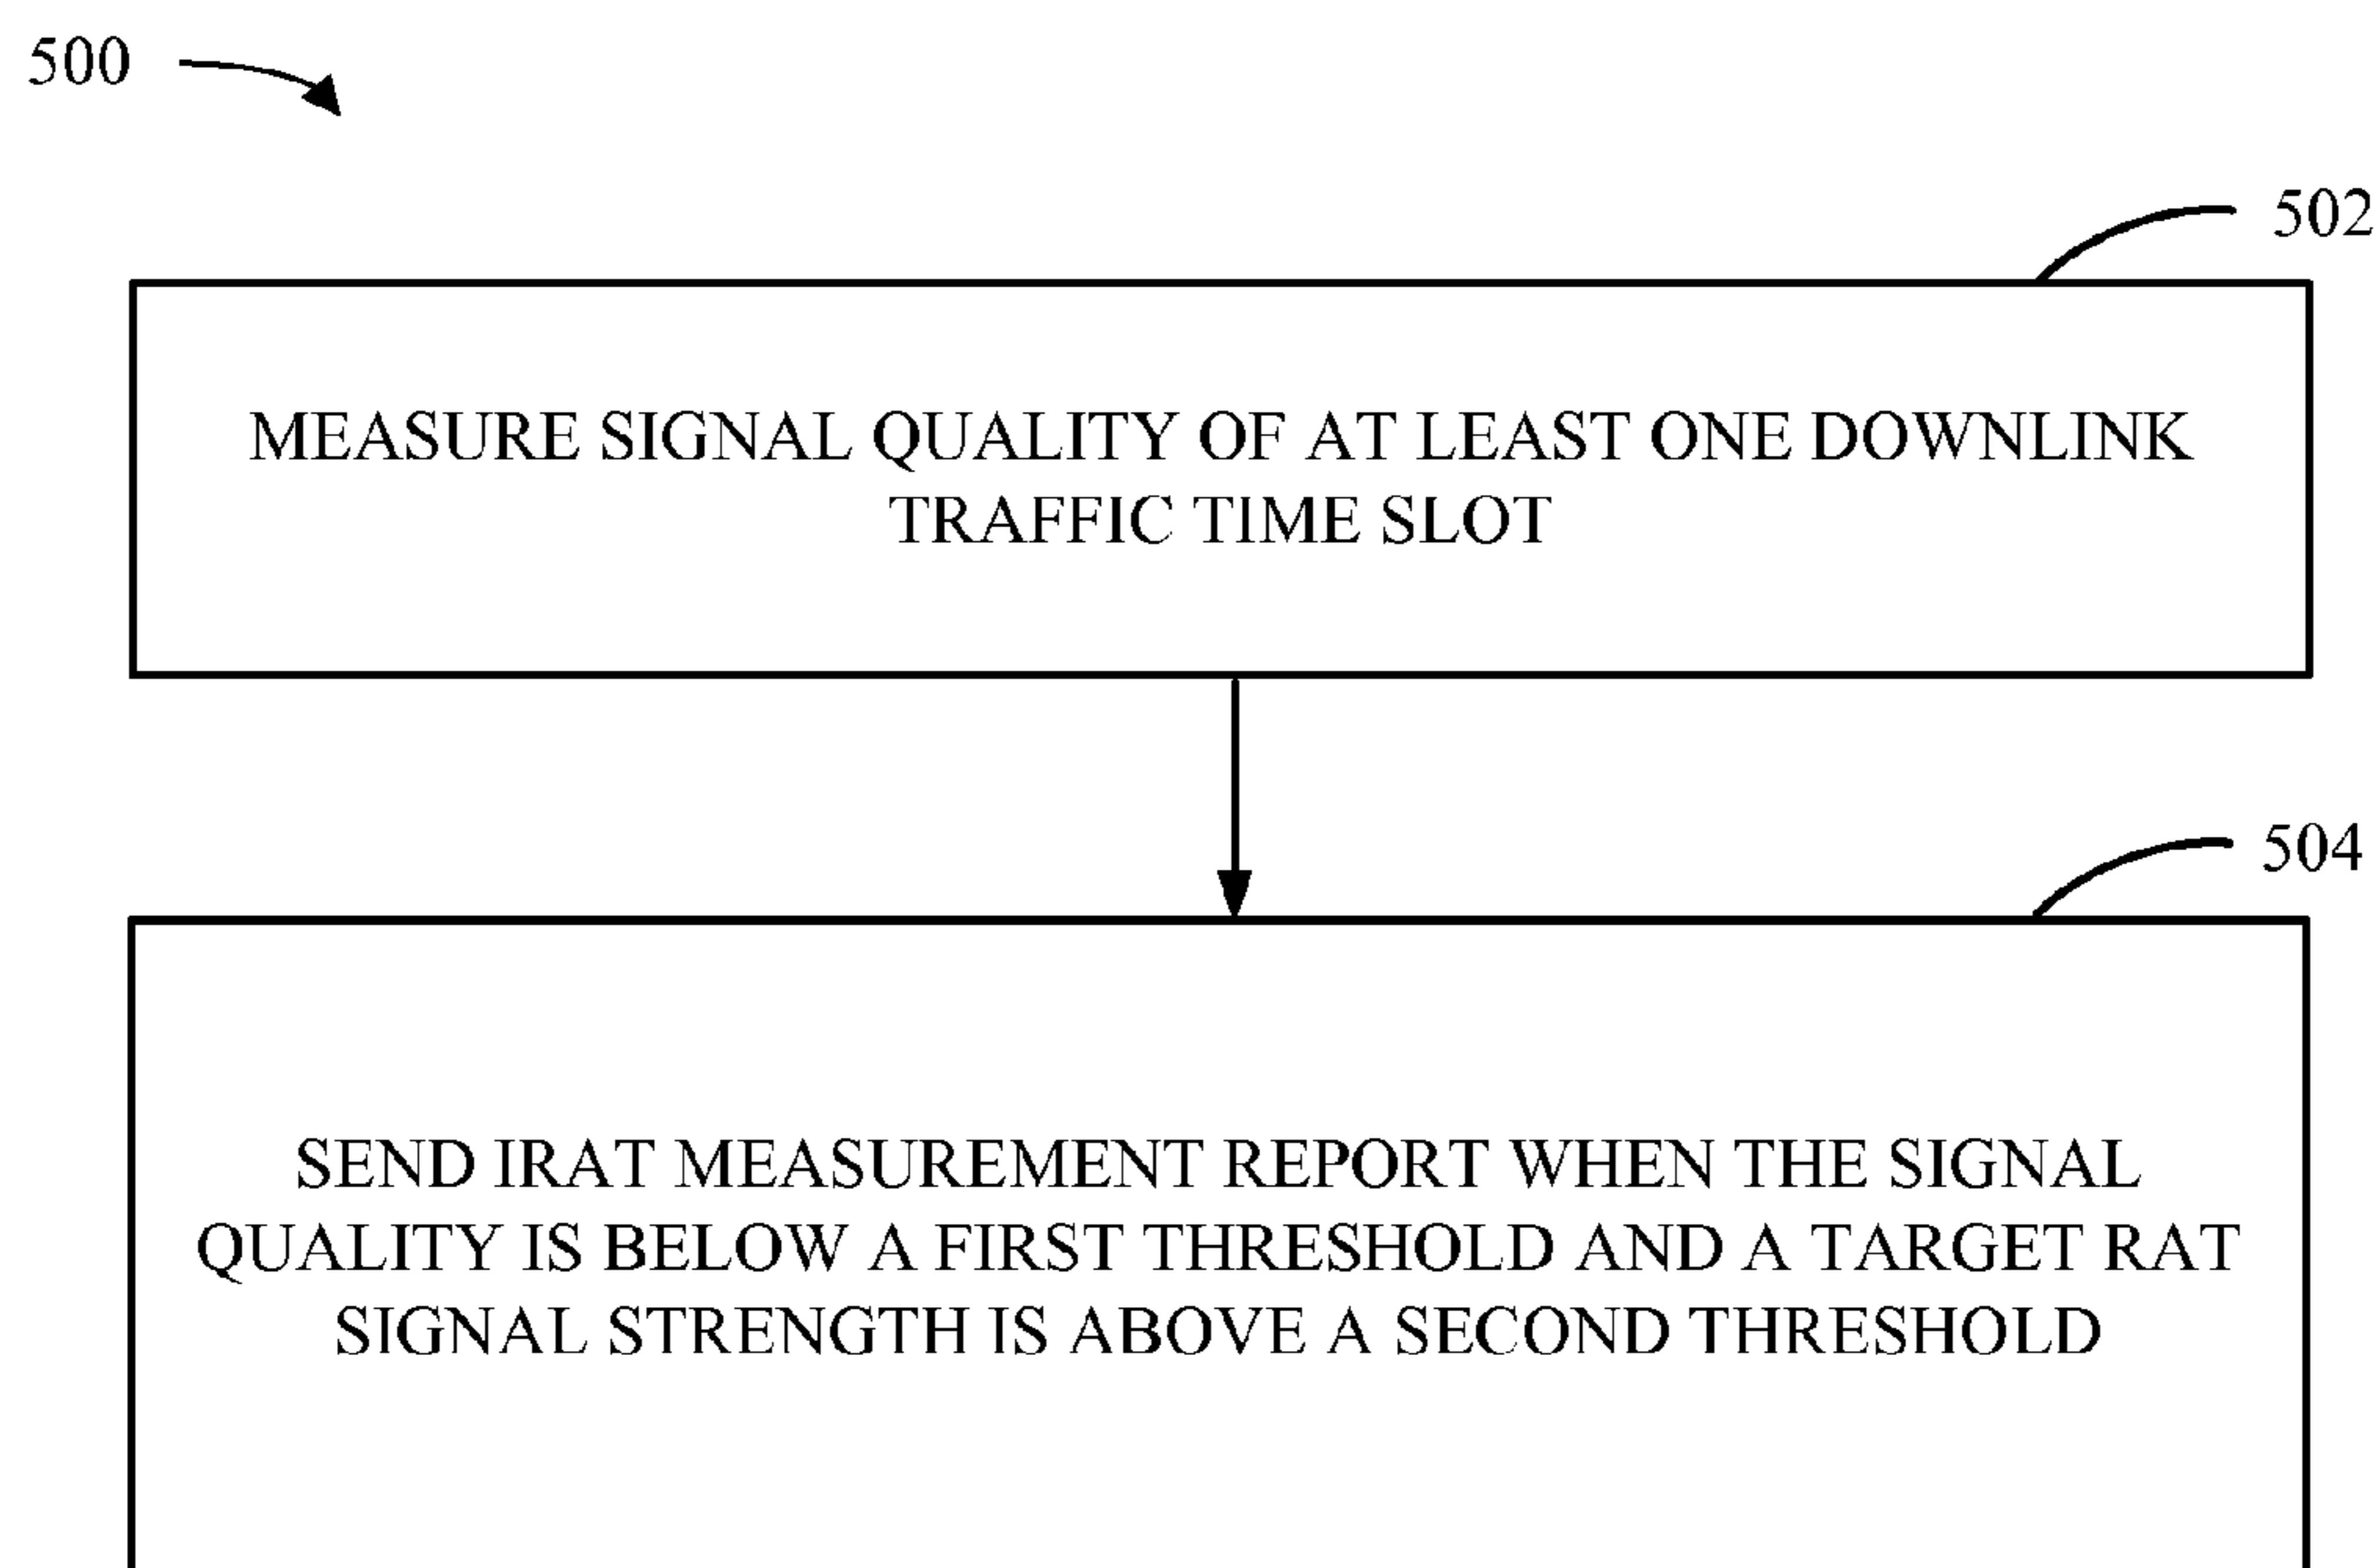 500
502
MEASURE SIGNAL QUALITY OF AT LEAST ONE DOWNLINK
TRAFFIC TIME SLOT
504
SEND IRAT MEASUREMENT REPORT WHEN THE SIGNAL
QUALITY IS BELOW A FIRST THRESHOLD AND A TARGET RAT
SIGNAL STRENGTH IS ABOVE A SECOND THRESHOLD